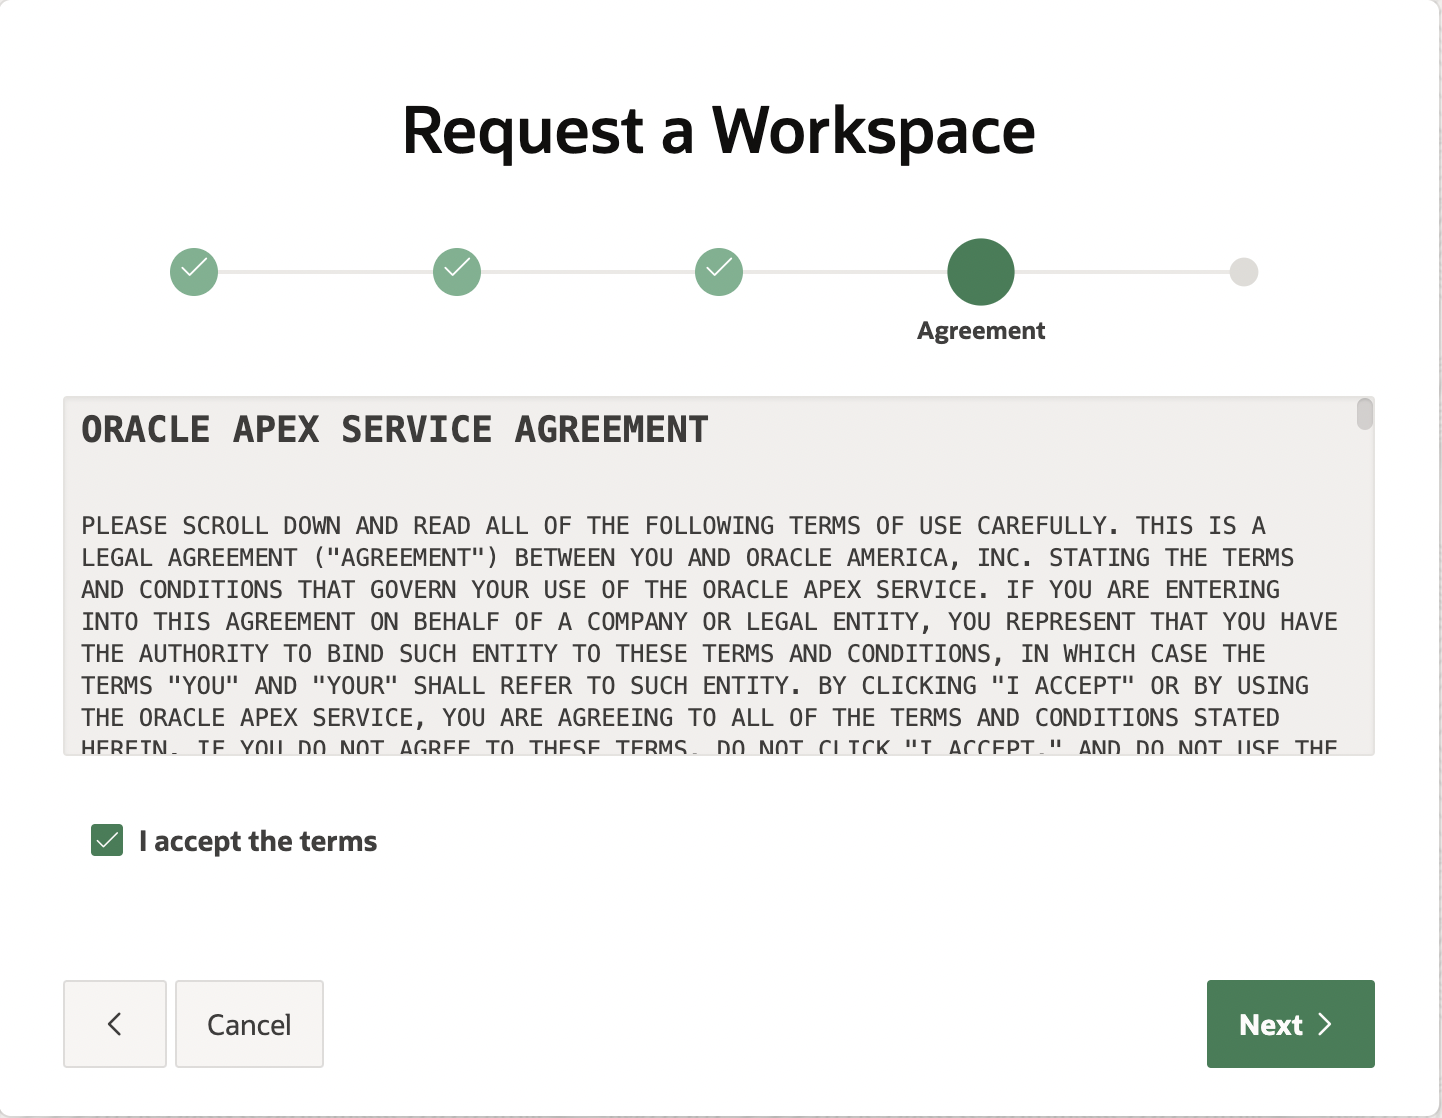 Request a Workspace
Agreement
ORACLE APEX SERVICE AGREEMENT
PLEASE SCROLL DOWN AND READ ALL OF THE FOLLOWING TERMS OF USE CAREFULLY. THIS IS A
LEGAL AGREEMENT ("AGREEMENT") BETWEEN YOU AND ORACLE AMERICA, INC. STATING THE TERMS
AND CONDITIONS THAT GOVERN YOUR USE OF THE ORACLE APEX SERVICE. IF YOU ARE ENTERING
INTO THIS AGREEMENT ON BEHALF OF A COMPANY OR LEGAL ENTITY, YOU REPRESENT THAT YOU HAVE
THE AUTHORITY TO BIND SUCH ENTITY TO THESE TERMS AND CONDITIONS, IN WHICH CASE THE
TERMS "YOU" AND "YOUR" SHALL REFER TO SUCH ENTITY. BY CLICKING "I ACCEPT" OR BY USING
THE ORACLE APEX SERVICE, YOU ARE AGREEING TO ALL OF THE TERMS AND CONDITIONS STATED
HEREIN. IF YOU DO NOT AGREE TO THESE TERMS, DO NOT CLICK "I ACCEPT," AND DO NOT USE THE
I accept the terms
Cancel
Next